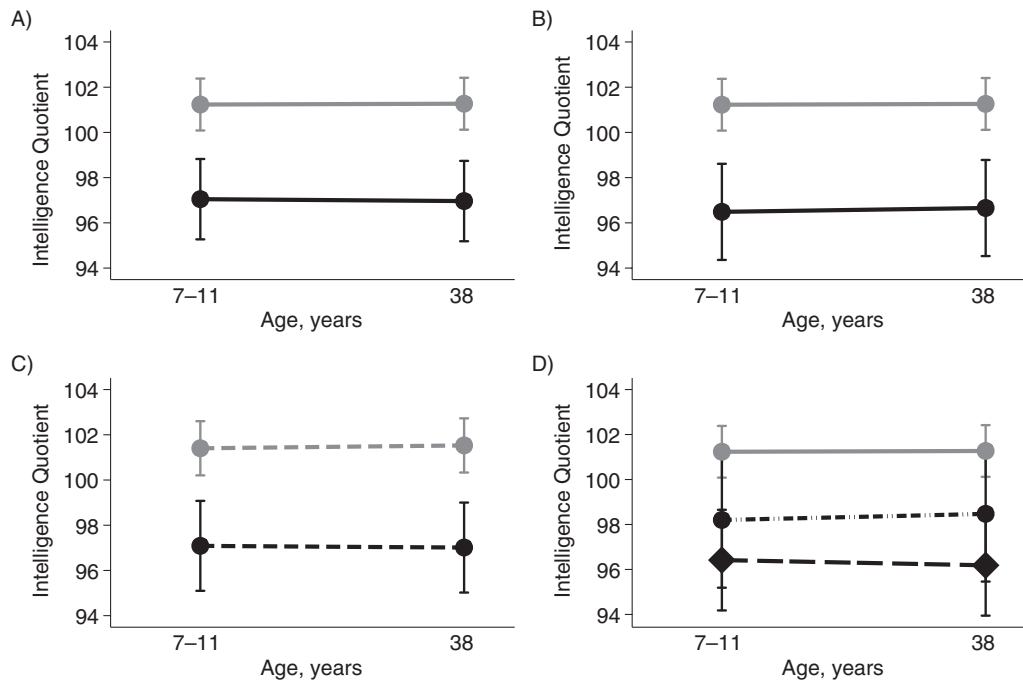 A)
Intelligence Quotient
104
102
100
98
96
94
7–11
38
Age, years
B)
Intelligence Quotient
104
102
100
98
96
94
7–11
38
Age, years
C)
Intelligence Quotient
104
102
100
98
96
94
7–11
38
Age, years
D)
Intelligence Quotient
104
102
100
98
96
94
7–11
38
Age, years